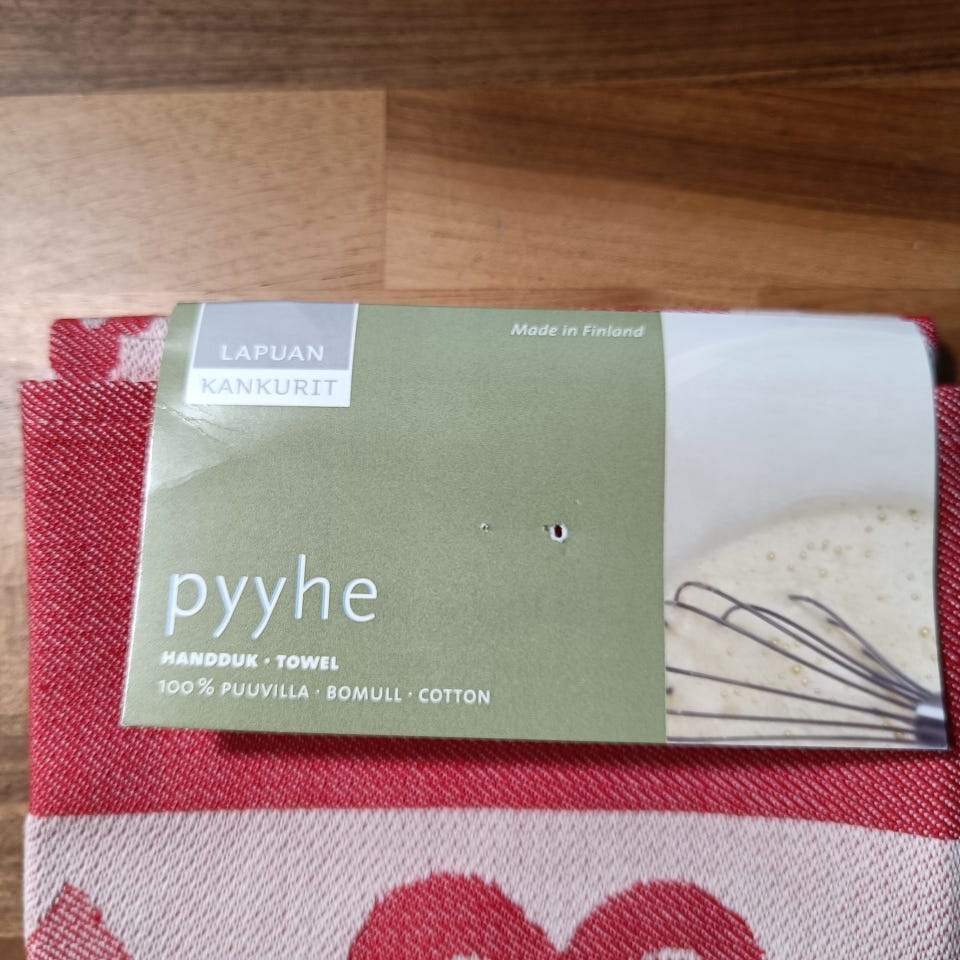 LAPUAN
KANKURIT
Made in Finland
pyyhe
HANDDUK · TOWEL
100% PUUVILLA · BOMULL · COTTON